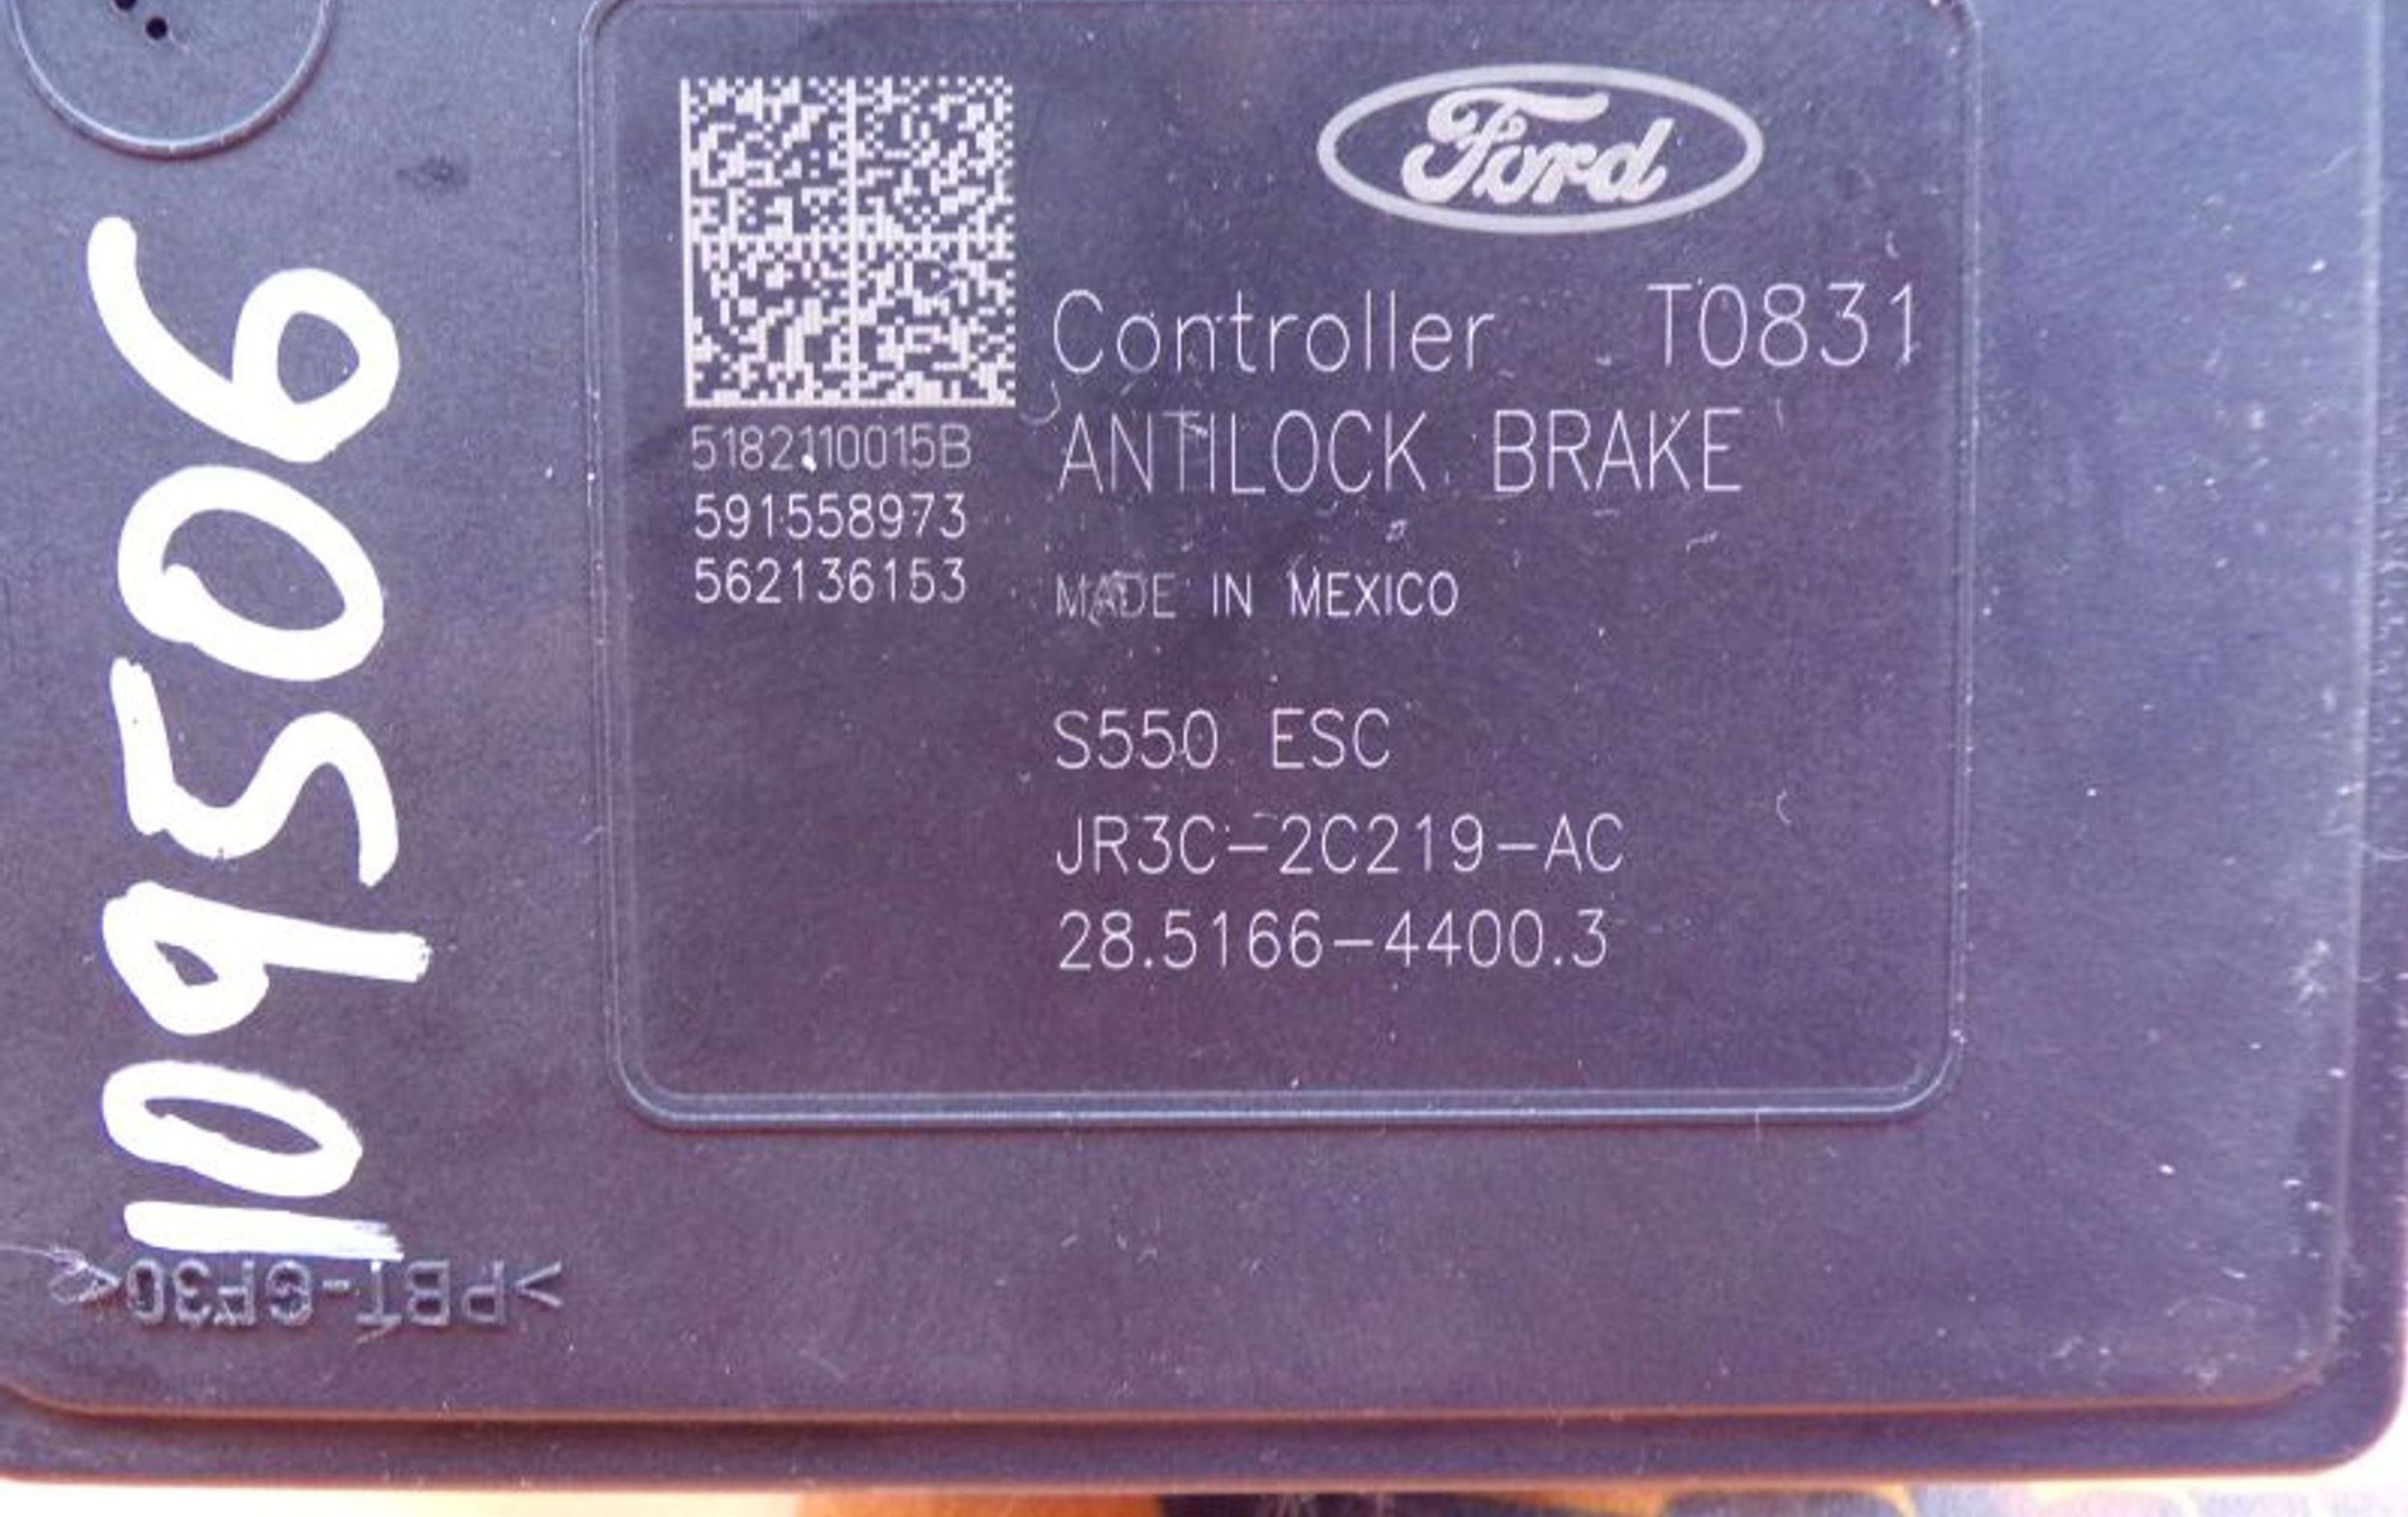 Ford
Controller T0831
ANTILOCK BRAKE
5182110015B
591558973
562136153
MADE IN MEXICO
S550 ESC
JR3C-2C219-AC
28.5166-4400.3
109506
>PBT-GF30<